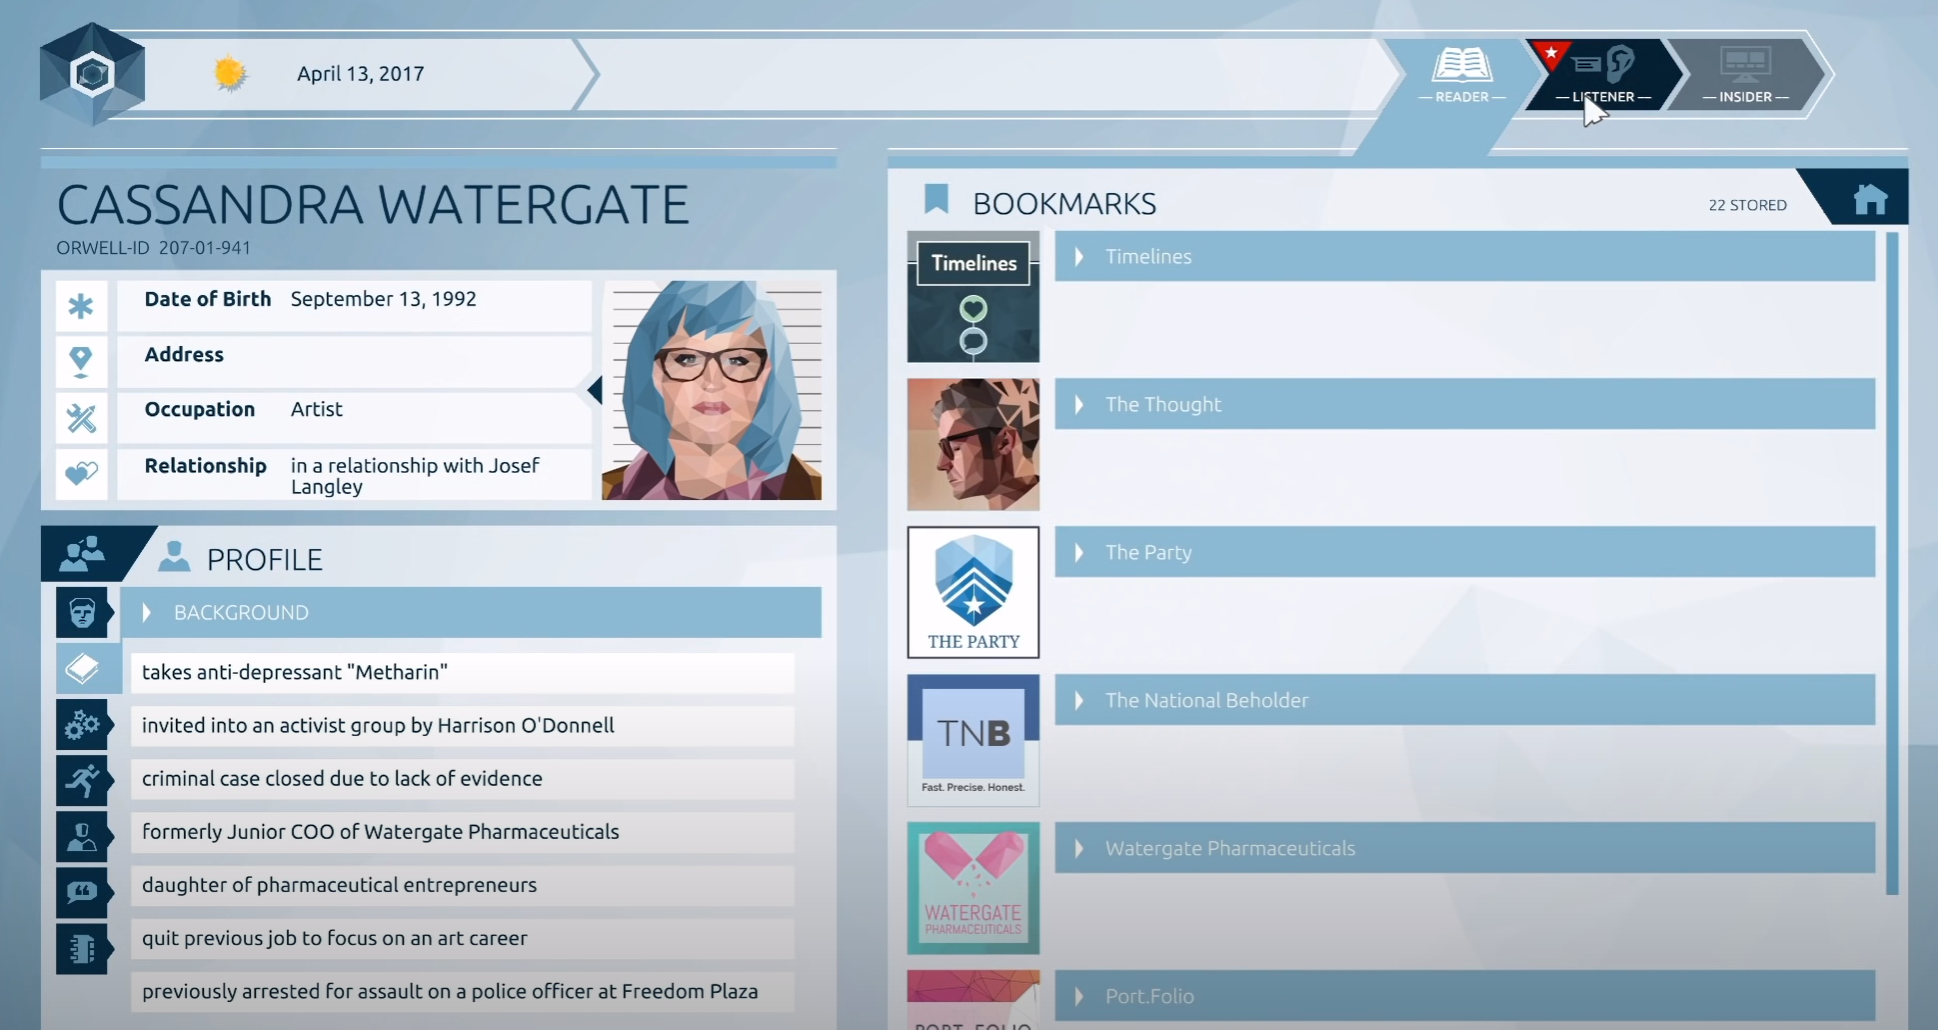 April 13, 2017
— READER —
— LISTENER —
— INSIDER —
CASSANDRA WATERGATE
ORWELL-ID 207-01-941
Date of Birth September 13, 1992
Address
Occupation Artist
Relationship in a relationship with Josef
Langley
PROFILE
BACKGROUND
takes anti-depressant "Metharin"
invited into an activist group by Harrison O'Donnell
criminal case closed due to lack of evidence
formerly Junior COO of Watergate Pharmaceuticals
daughter of pharmaceutical entrepreneurs
quit previous job to focus on an art career
previously arrested for assault on a police officer at Freedom Plaza
BOOKMARKS
22 STORED
Timelines
Timelines
The Thought
THE PARTY
The Party
TNB
Fast. Precise. Honest.
The National Beholder
WATERGATE
PHARMACEUTICALS
Watergate Pharmaceuticals
PORT.FOLIO
Port.Folio